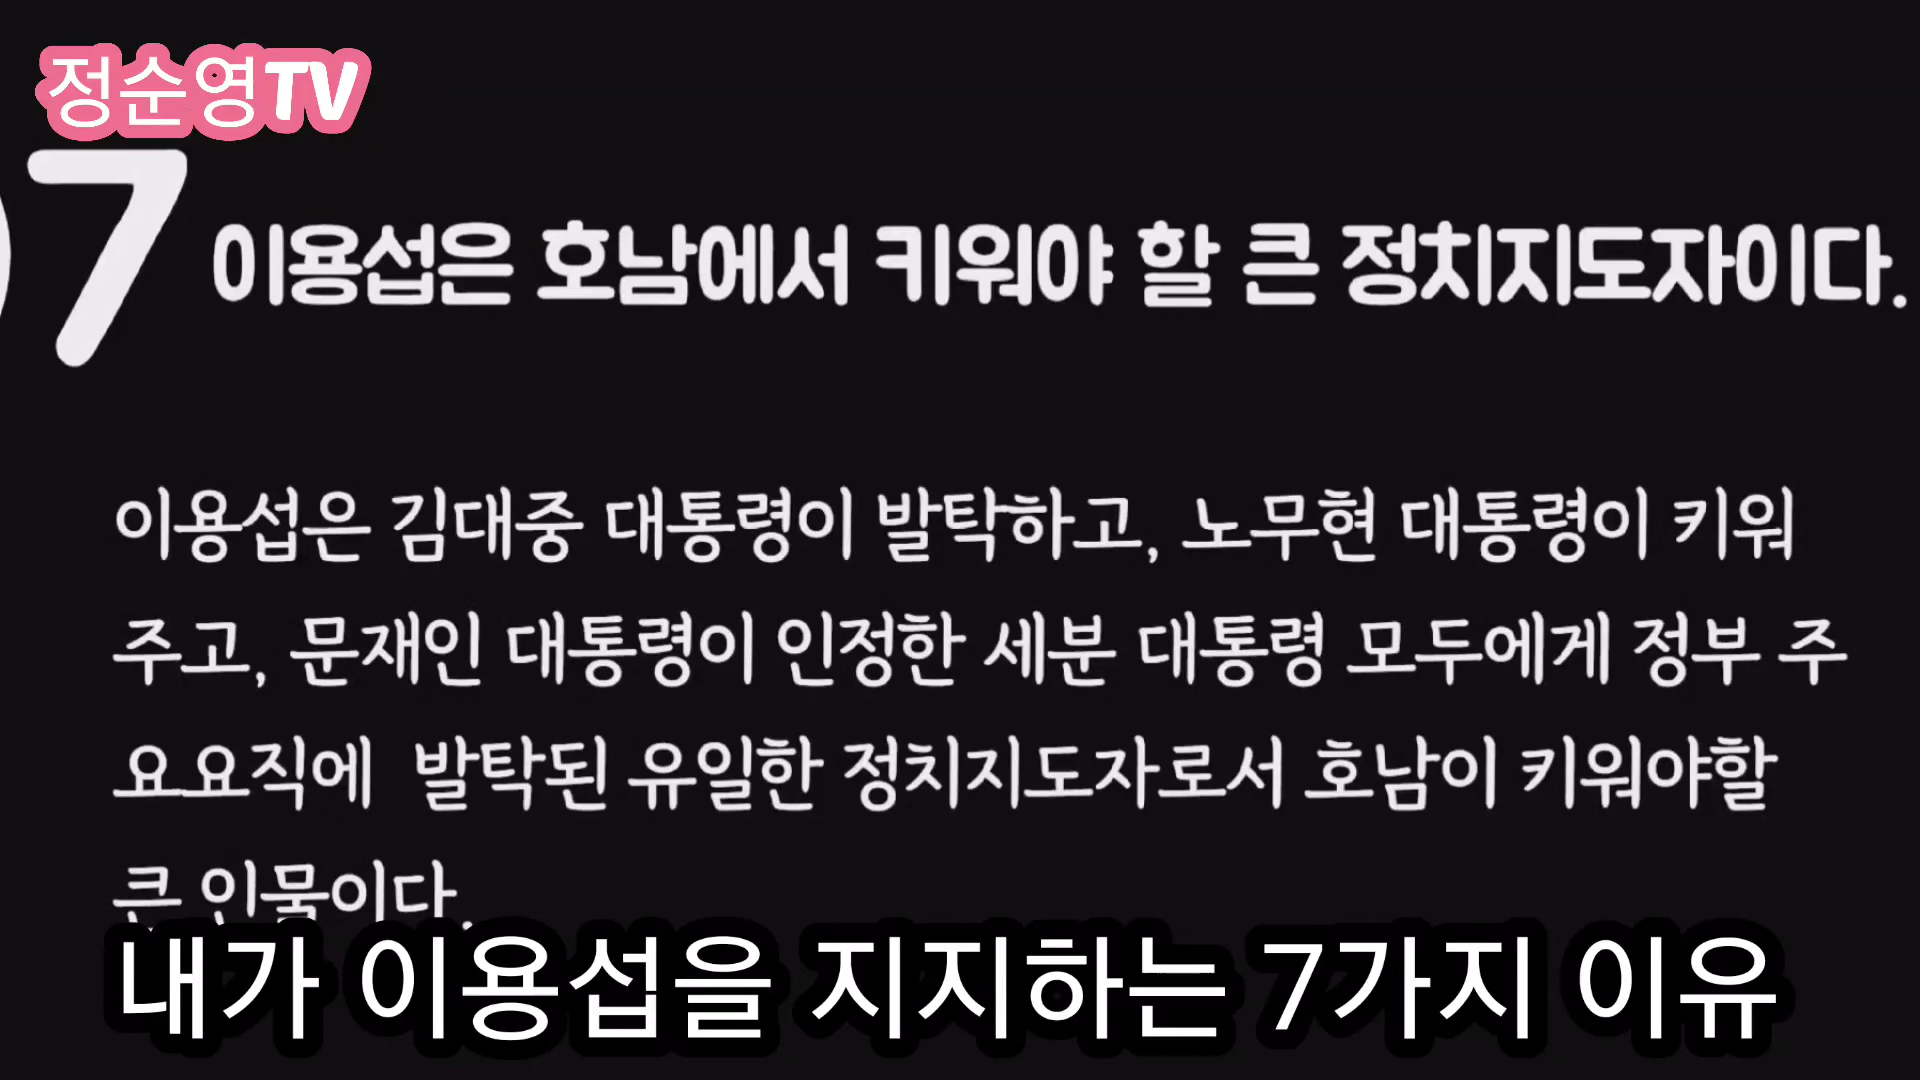 정순영TV
7
이용섭은 호남에서 키워야 할 큰 정치지도자이다.
이용섭은 김대중 대통령이 발탁하고, 노무현 대통령이 키워
주고, 문재인 대통령이 인정한 세분 대통령 모두에게 정부 주
요요직에 발탁된 유일한 정치지도자로서 호남이 키워야할
큰 인물이다.
내가 이용섭을 지지하는 7가지 이유